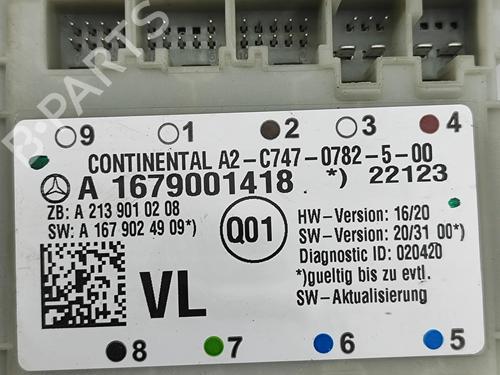 B-PARTS
9 1 2 3 4
CONTINENTAL A2-C747-0782-5-00
A 1679001418 *) 22123
ZB: A 213 901 02 08
SW: A 167 902 49 09*)
Q01
HW-Version: 16/20
SW-Version: 20/31 00*)
Diagnostic ID: 020420
*)gueltig bis zu evtl.
SW-Aktualisierung
VL
8 7 6 5